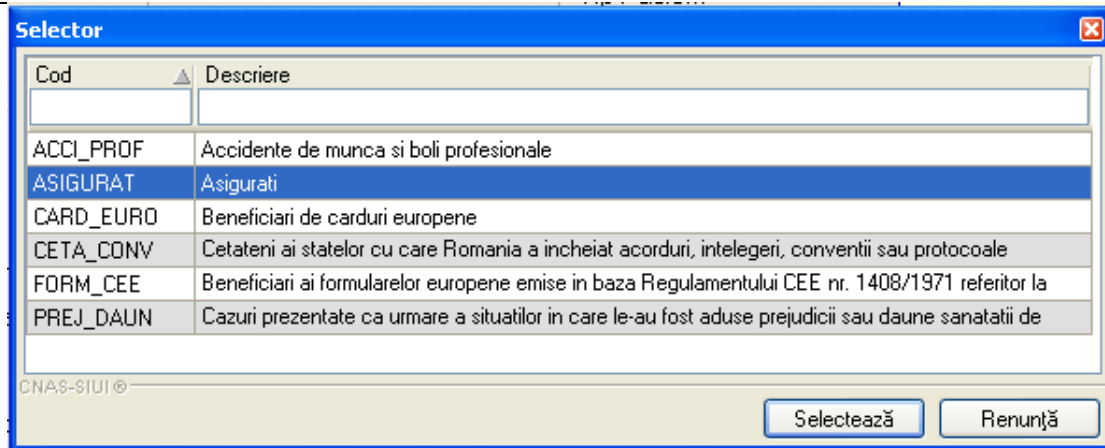 Selector
Cod Descriere
ACCI_PROF Accidente de munca si boli profesionale
ASIGURAT Asigurati
CARD_EURO Beneficiari de carduri europene
CETA_CONV Cetateni ai statelor cu care Romania a incheiat acorduri, intelegeri, conventii sau protocoale
FORM_CEE Beneficiari ai formularelor europene emise in baza Regulamentului CEE nr. 1408/1971 referitor la
PREJ_DAUN Cazuri prezentate ca urmare a situatilor in care le-au fost aduse prejudicii sau daune sanatatii de
CNAS-SIUI ®
Selectează Renunţă